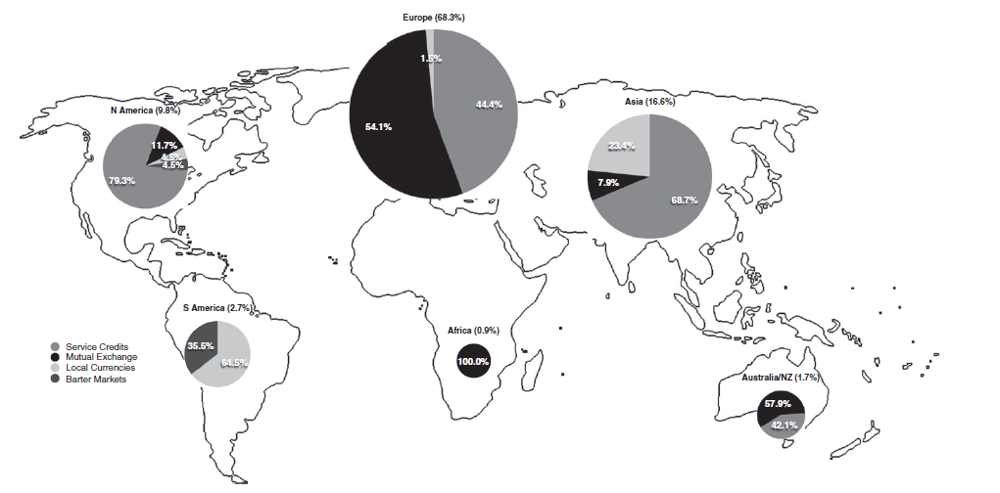 Europe (68.3%)
1.5%
44.4%
54.1%
N America (9.8%)
11.7%
4.5%
4.5%
79.3%
Asia (16.6%)
23.4%
7.9%
68.7%
S America (2.7%)
35.5%
64.5%
Africa (0.9%)
100.0%
Service Credits
Mutual Exchange
Local Currencies
Barter Markets
Australia/NZ (1.7%)
57.9%
42.1%